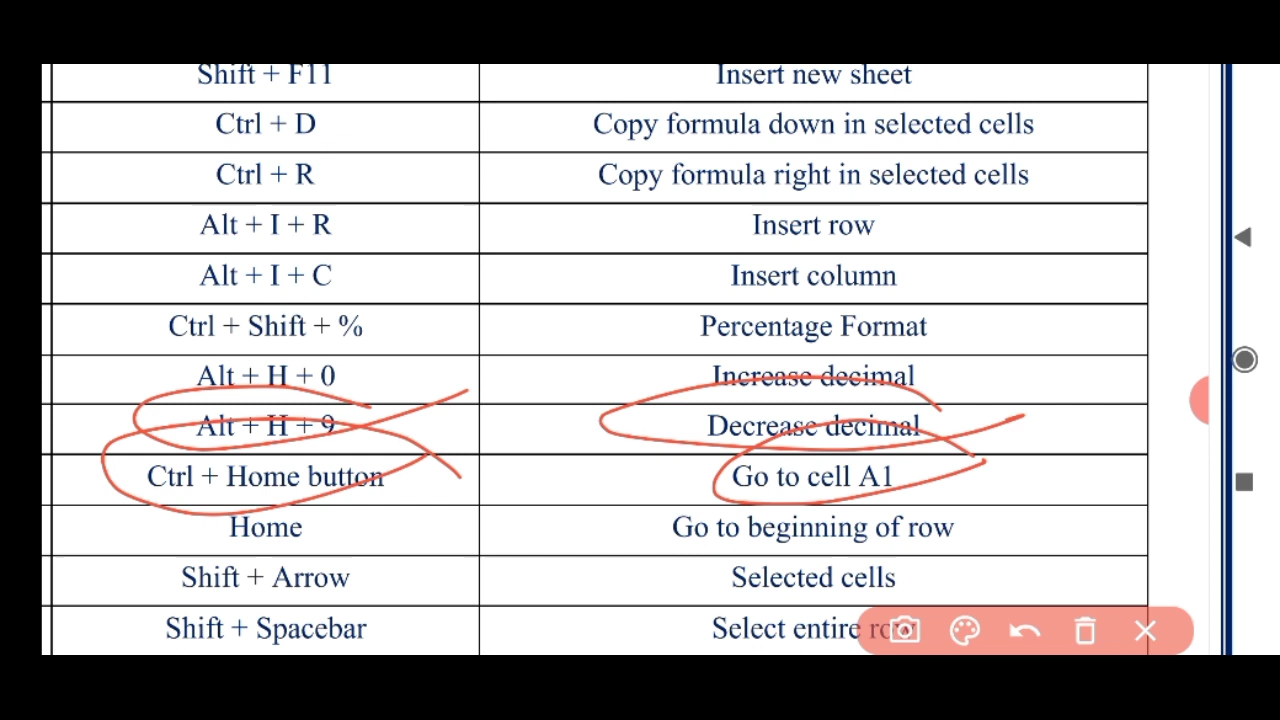 Shift + F11 Insert new sheet
Ctrl + D Copy formula down in selected cells
Ctrl + R Copy formula right in selected cells
Alt + I + R Insert row
Alt + I + C Insert column
Ctrl + Shift + % Percentage Format
Alt + H + 0 Increase decimal
Alt + H + 9 Decrease decimal
Ctrl + Home button Go to cell A1
Home Go to beginning of row
Shift + Arrow Selected cells
Shift + Spacebar Select entire row